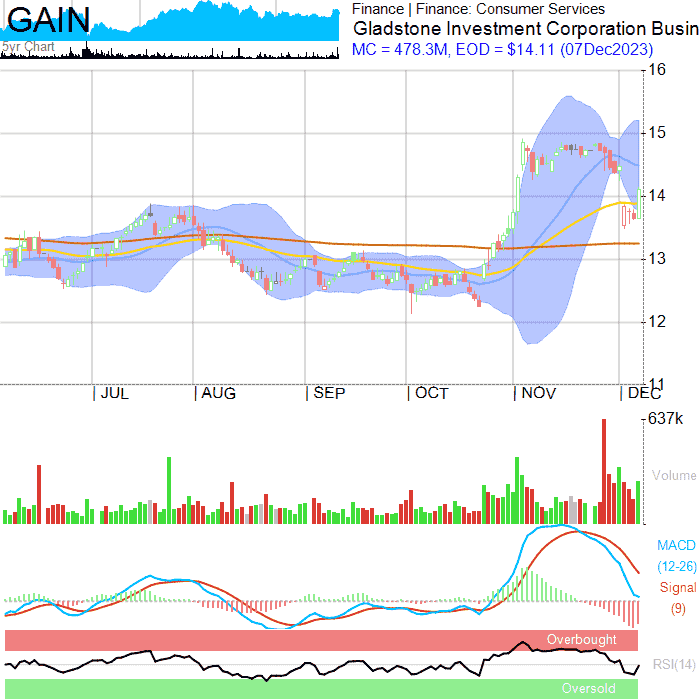 GAIN
5yr Chart
Finance | Finance: Consumer Services
Gladstone Investment Corporation Busin
MC = 478.3M, EOD = $14.11 (07Dec2023)
16
15
14
13
12
11
JUL AUG SEP OCT NOV DEC
637k
Volume
MACD
(12-26)
Signal
(9)
Overbought
RSI(14)
Oversold